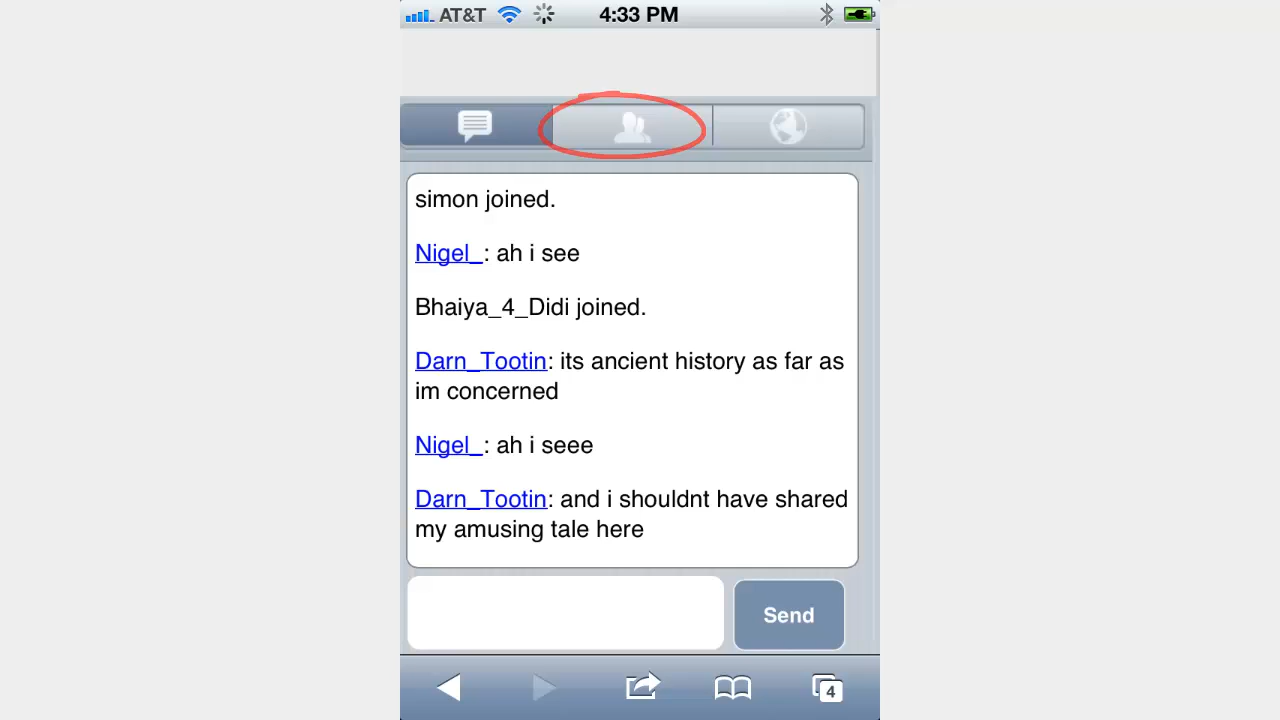 AT&T 4:33 PM
simon joined.
Nigel_: ah i see
Bhaiya_4_Didi joined.
Darn_Tootin: its ancient history as far as
im concerned
Nigel_: ah i seee
Darn_Tootin: and i shouldnt have shared
my amusing tale here
Send
4